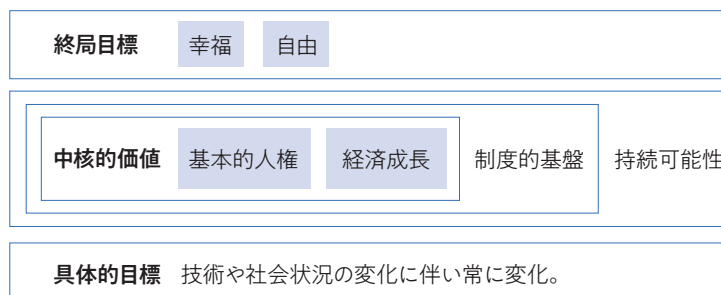 終局目標 幸福 自由
中核的価値 基本的人権 経済成長 制度的基盤 持続可能性
具体的目標 技術や社会状況の変化に伴い常に変化。